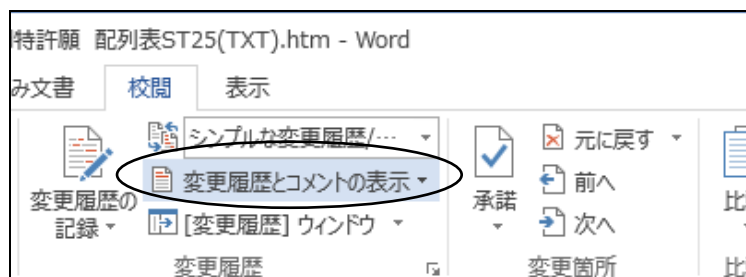 特許願 配列表ST25(TXT).htm - Word
み文書 校閲 表示
シンプルな変更履歴/… 元に戻す
変更履歴とコメントの表示 前へ
変更履歴の
記録 承諾
[変更履歴] ウィンドウ 次へ
変更履歴 変更箇所 比
比